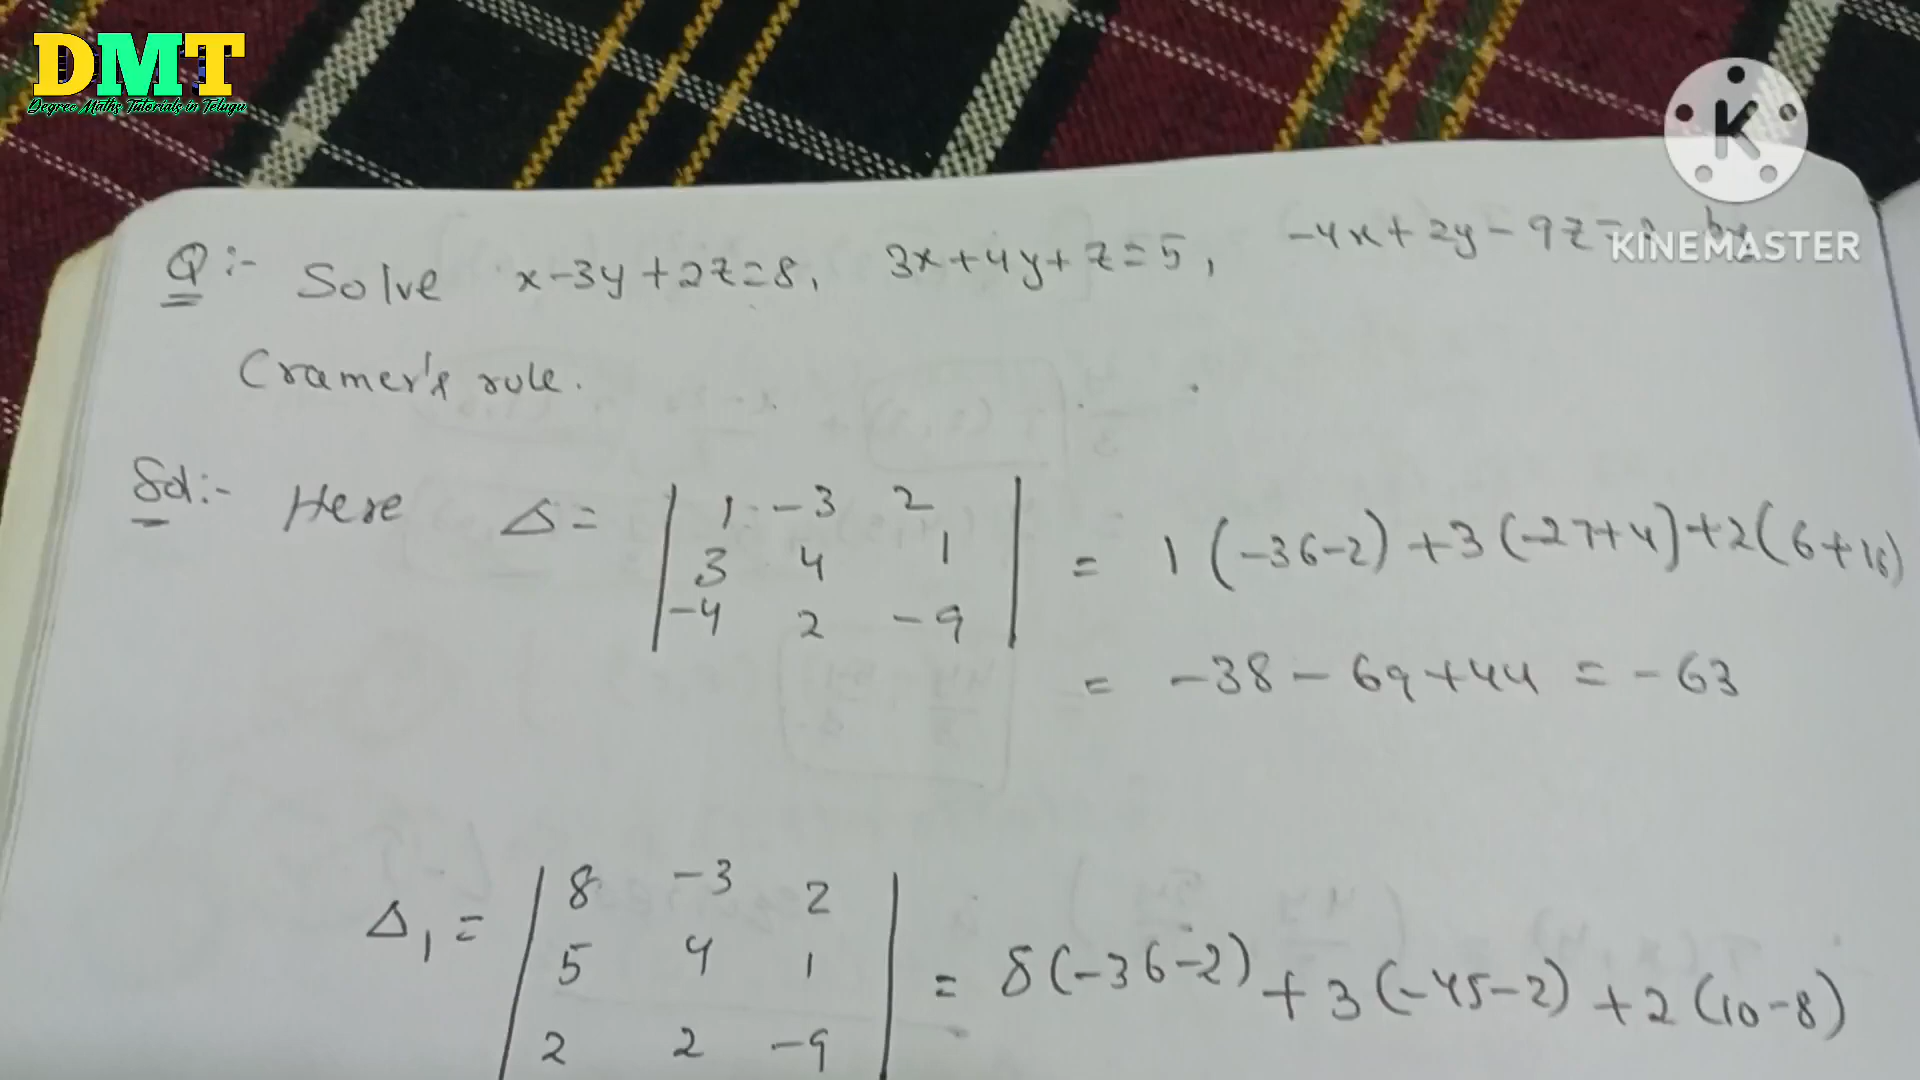 DMT
Degree Maths Tutorials in Telugu
K
KINEMASTER
Q:- Solve x-3y+2z=8, 3x+4y+z=5, -4x+2y-9z= by
Cramer's rule.
Sol:- Here Δ = | 1 -3 2 | = 1(-36-2)+3(-27+4)+2(6+16)
| 3 4 1 |
| -4 2 -9 |
= -38-69+44 = -63
Δ1 = | 8 -3 2 | = 8(-36-2)+3(-45-2)+2(10-8)
| 5 4 1 |
| 2 2 -9 |